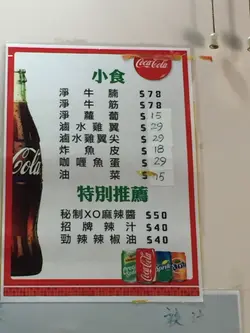 Coca-Cola
小食
淨牛腩 $78
淨牛筋 $78
淨蘿蔔 $15
滷水雞翼 $29
滷水雞翼尖 $29
炸魚皮 $18
咖喱魚蛋 $29
油菜 $15
特別推薦
秘制XO麻辣醬 $50
招牌辣汁 $40
勁辣辣椒油 $40